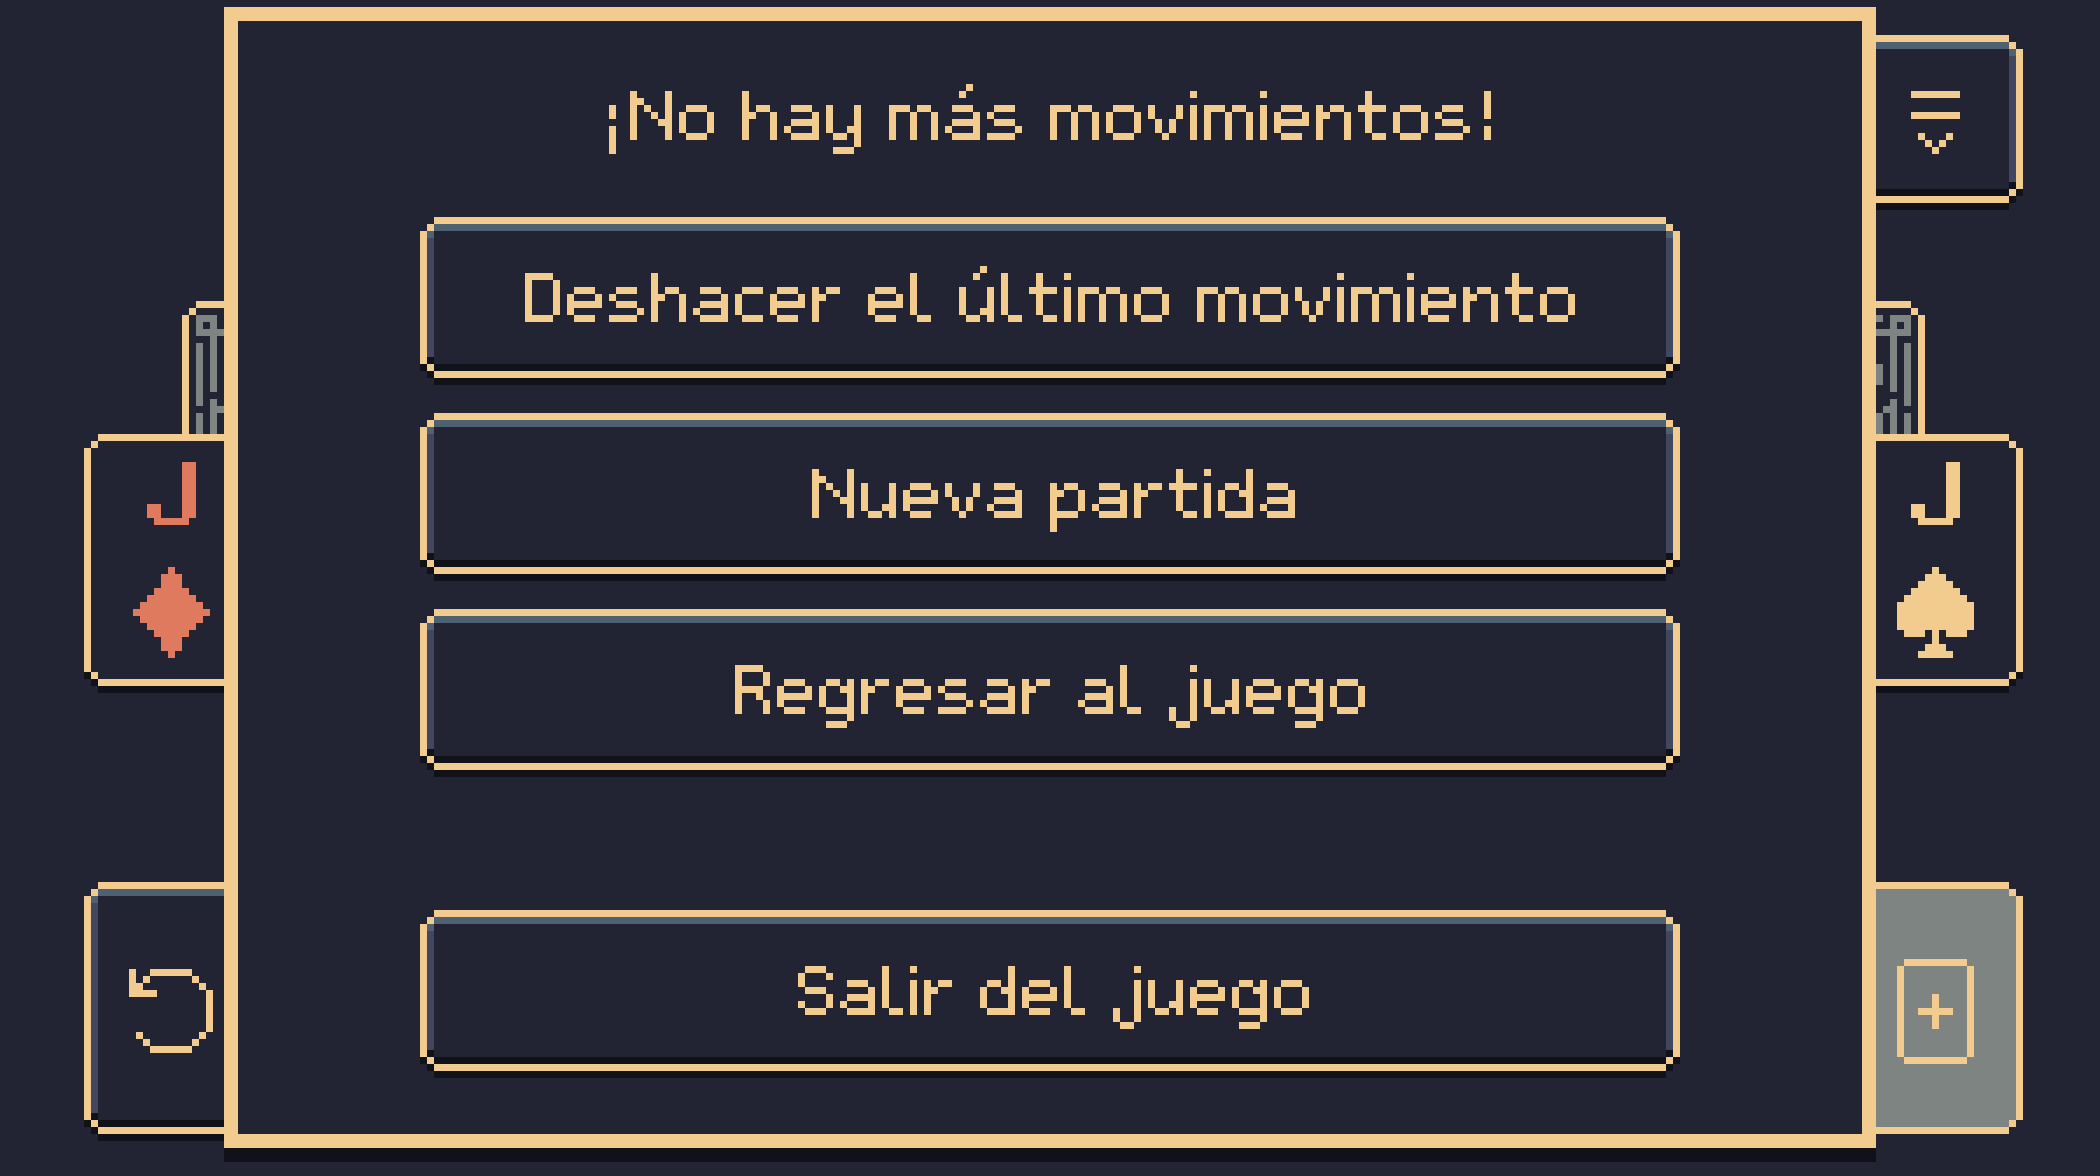 ¡No hay más movimientos!
Deshacer el último movimiento
Nueva partida
Regresar al juego
Salir del juego
J
J